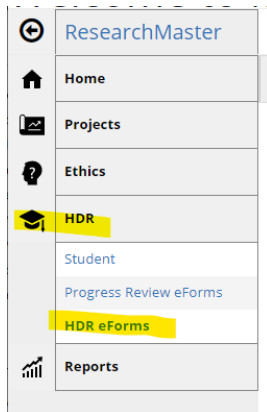 ResearchMaster
Home
Projects
Ethics
HDR
Student
Progress Review eForms
HDR eForms
Reports